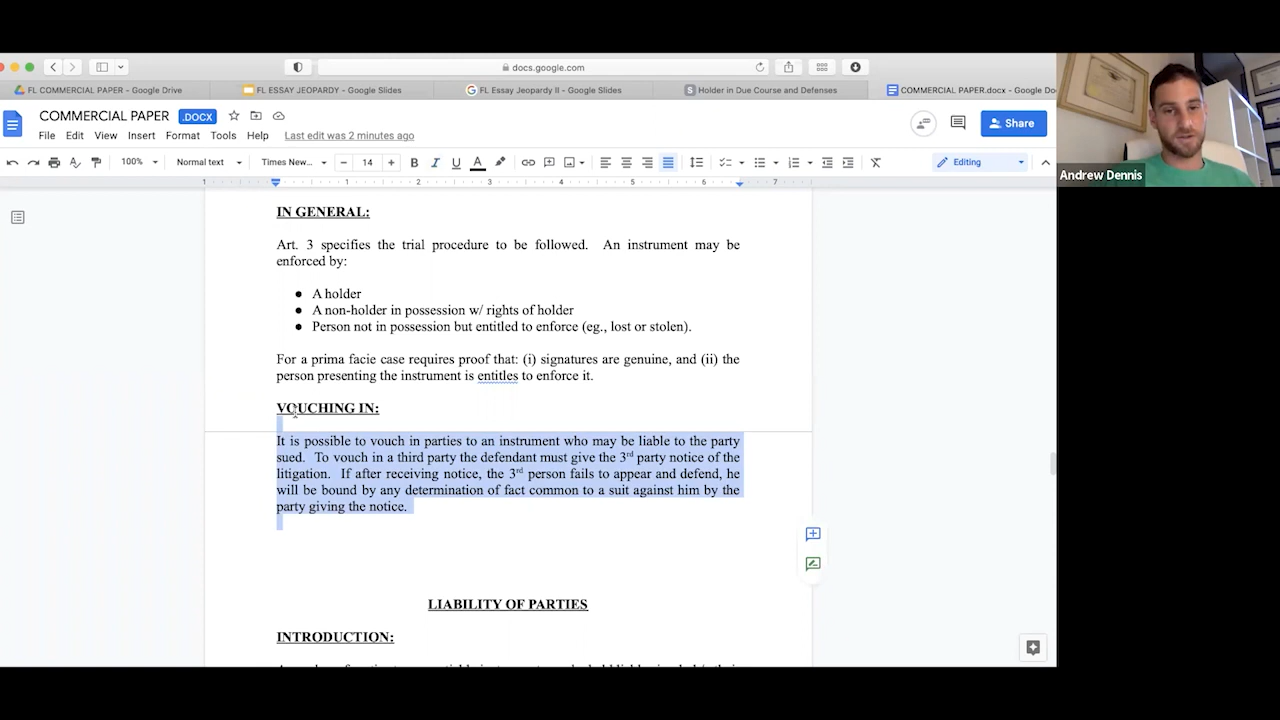 docs.google.com
FL COMMERCIAL PAPER - Google Drive
FL ESSAY JEOPARDY - Google Slides
FL Essay Jeopardy II - Google Slides
Holder in Due Course and Defenses
COMMERCIAL PAPER.docx - Google Do
COMMERCIAL PAPER .DOCX
File Edit View Insert Format Tools Help Last edit was 2 minutes ago
Share
100% Normal text Times New... 14 B I U A Editing
1 1 2 3 4 5 6 7
IN GENERAL:
Art. 3 specifies the trial procedure to be followed. An instrument may be
enforced by:
● A holder
● A non-holder in possession w/ rights of holder
● Person not in possession but entitled to enforce (eg., lost or stolen).
For a prima facie case requires proof that: (i) signatures are genuine, and (ii) the
person presenting the instrument is entitles to enforce it.
VOUCHING IN:
It is possible to vouch in parties to an instrument who may be liable to the party
sued. To vouch in a third party the defendant must give the 3rd party notice of the
litigation. If after receiving notice, the 3rd person fails to appear and defend, he
will be bound by any determination of fact common to a suit against him by the
party giving the notice.
LIABILITY OF PARTIES
INTRODUCTION:
Andrew Dennis